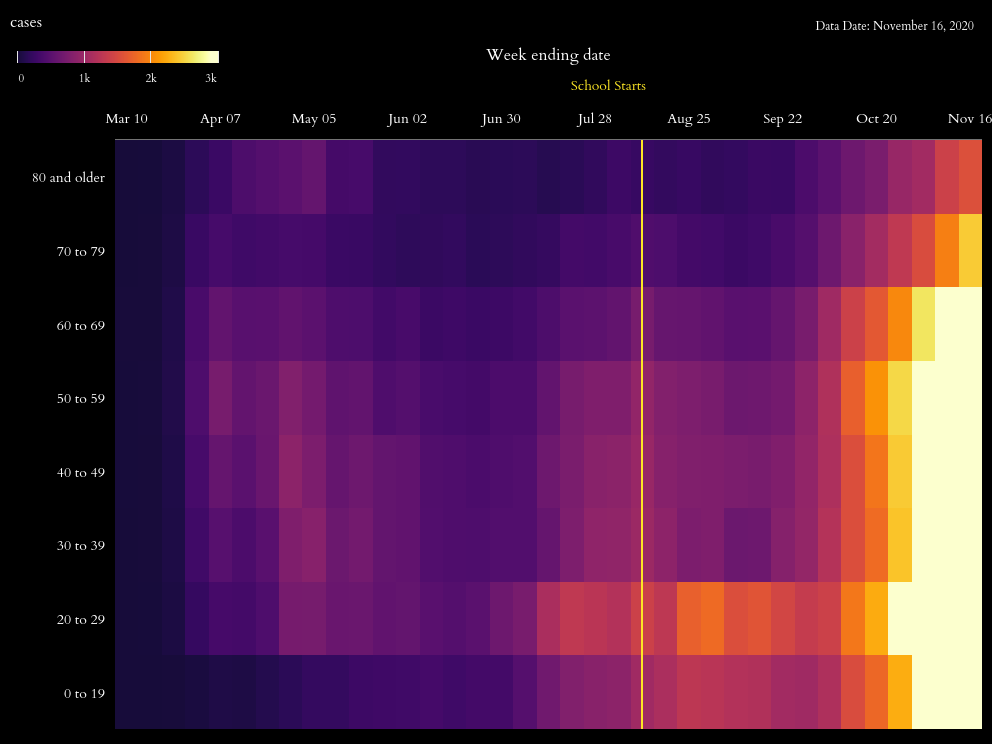 cases
Data Date: November 16, 2020
0 1k 2k 3k
Week ending date
School Starts
Mar 10 Apr 07 May 05 Jun 02 Jun 30 Jul 28 Aug 25 Sep 22 Oct 20 Nov 16
80 and older
70 to 79
60 to 69
50 to 59
40 to 49
30 to 39
20 to 29
0 to 19